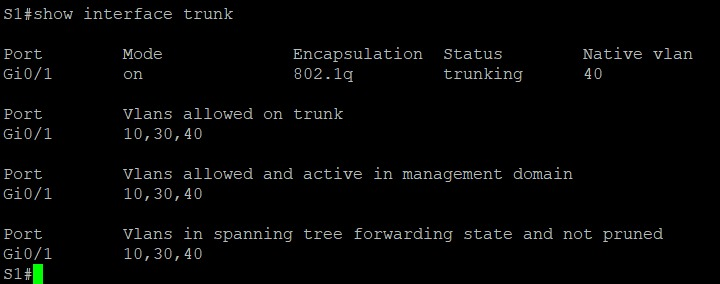 S1#show interface trunk
Port Mode Encapsulation Status Native vlan
Gi0/1 on 802.1q trunking 40
Port Vlans allowed on trunk
Gi0/1 10,30,40
Port Vlans allowed and active in management domain
Gi0/1 10,30,40
Port Vlans in spanning tree forwarding state and not pruned
Gi0/1 10,30,40
S1#